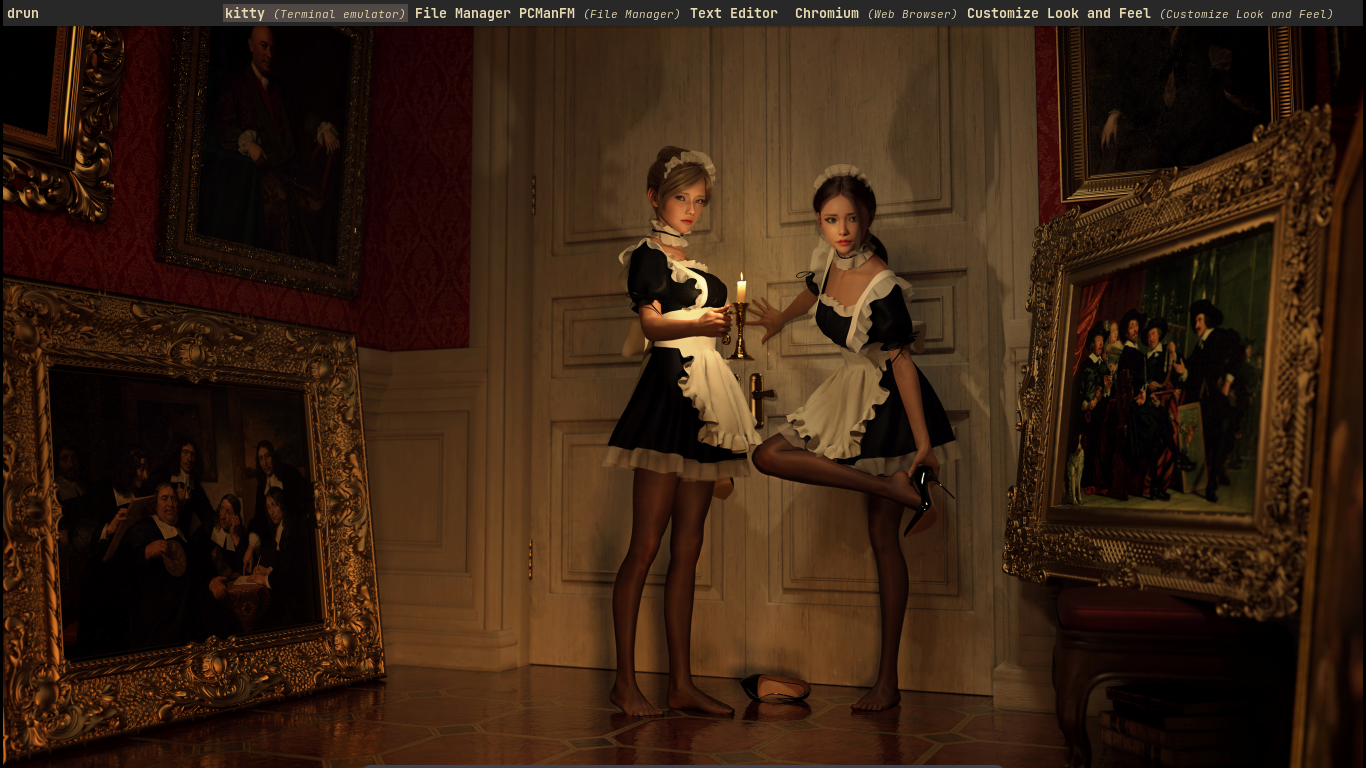 drun kitty (Terminal emulator) File Manager PCManFM (File Manager) Text Editor Chromium (Web Browser) Customize Look and Feel (Customize Look and Feel)